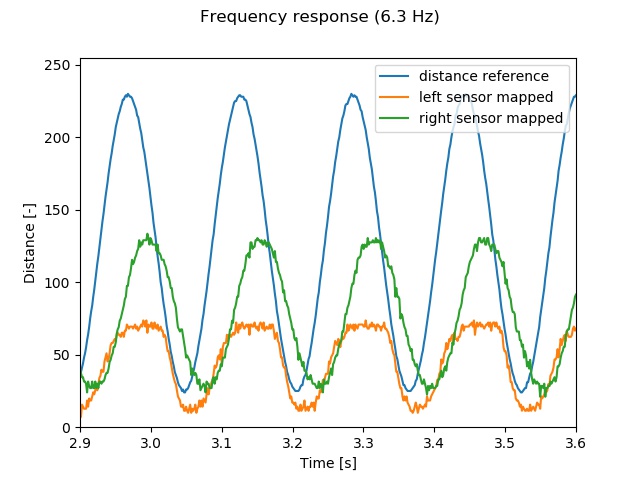 Frequency response (6.3 Hz)
250
200
150
100
50
0
Distance [-]
distance reference
left sensor mapped
right sensor mapped
2.9 3.0 3.1 3.2 3.3 3.4 3.5 3.6
Time [s]